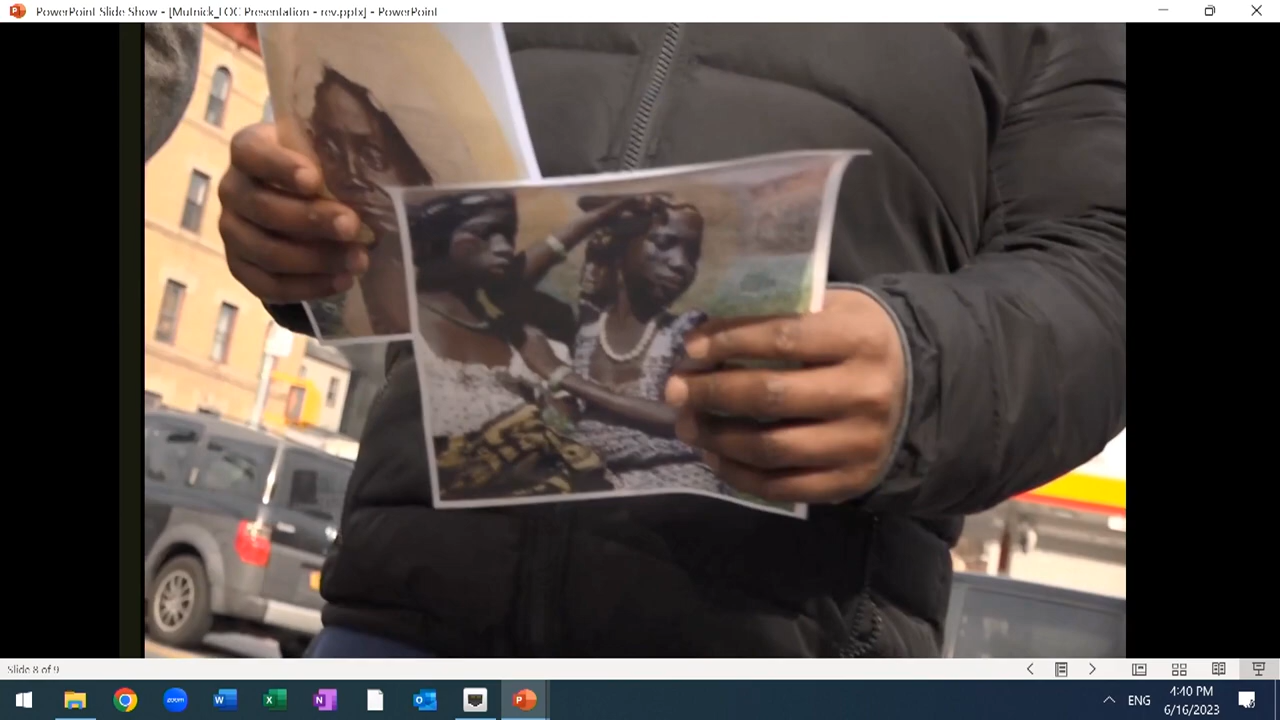 PowerPoint Slide Show - [Mutnick_LOC Presentation - rev.pptx] - PowerPoint
Slide 8 of 9
zoom
ENG
4:40 PM
6/16/2023